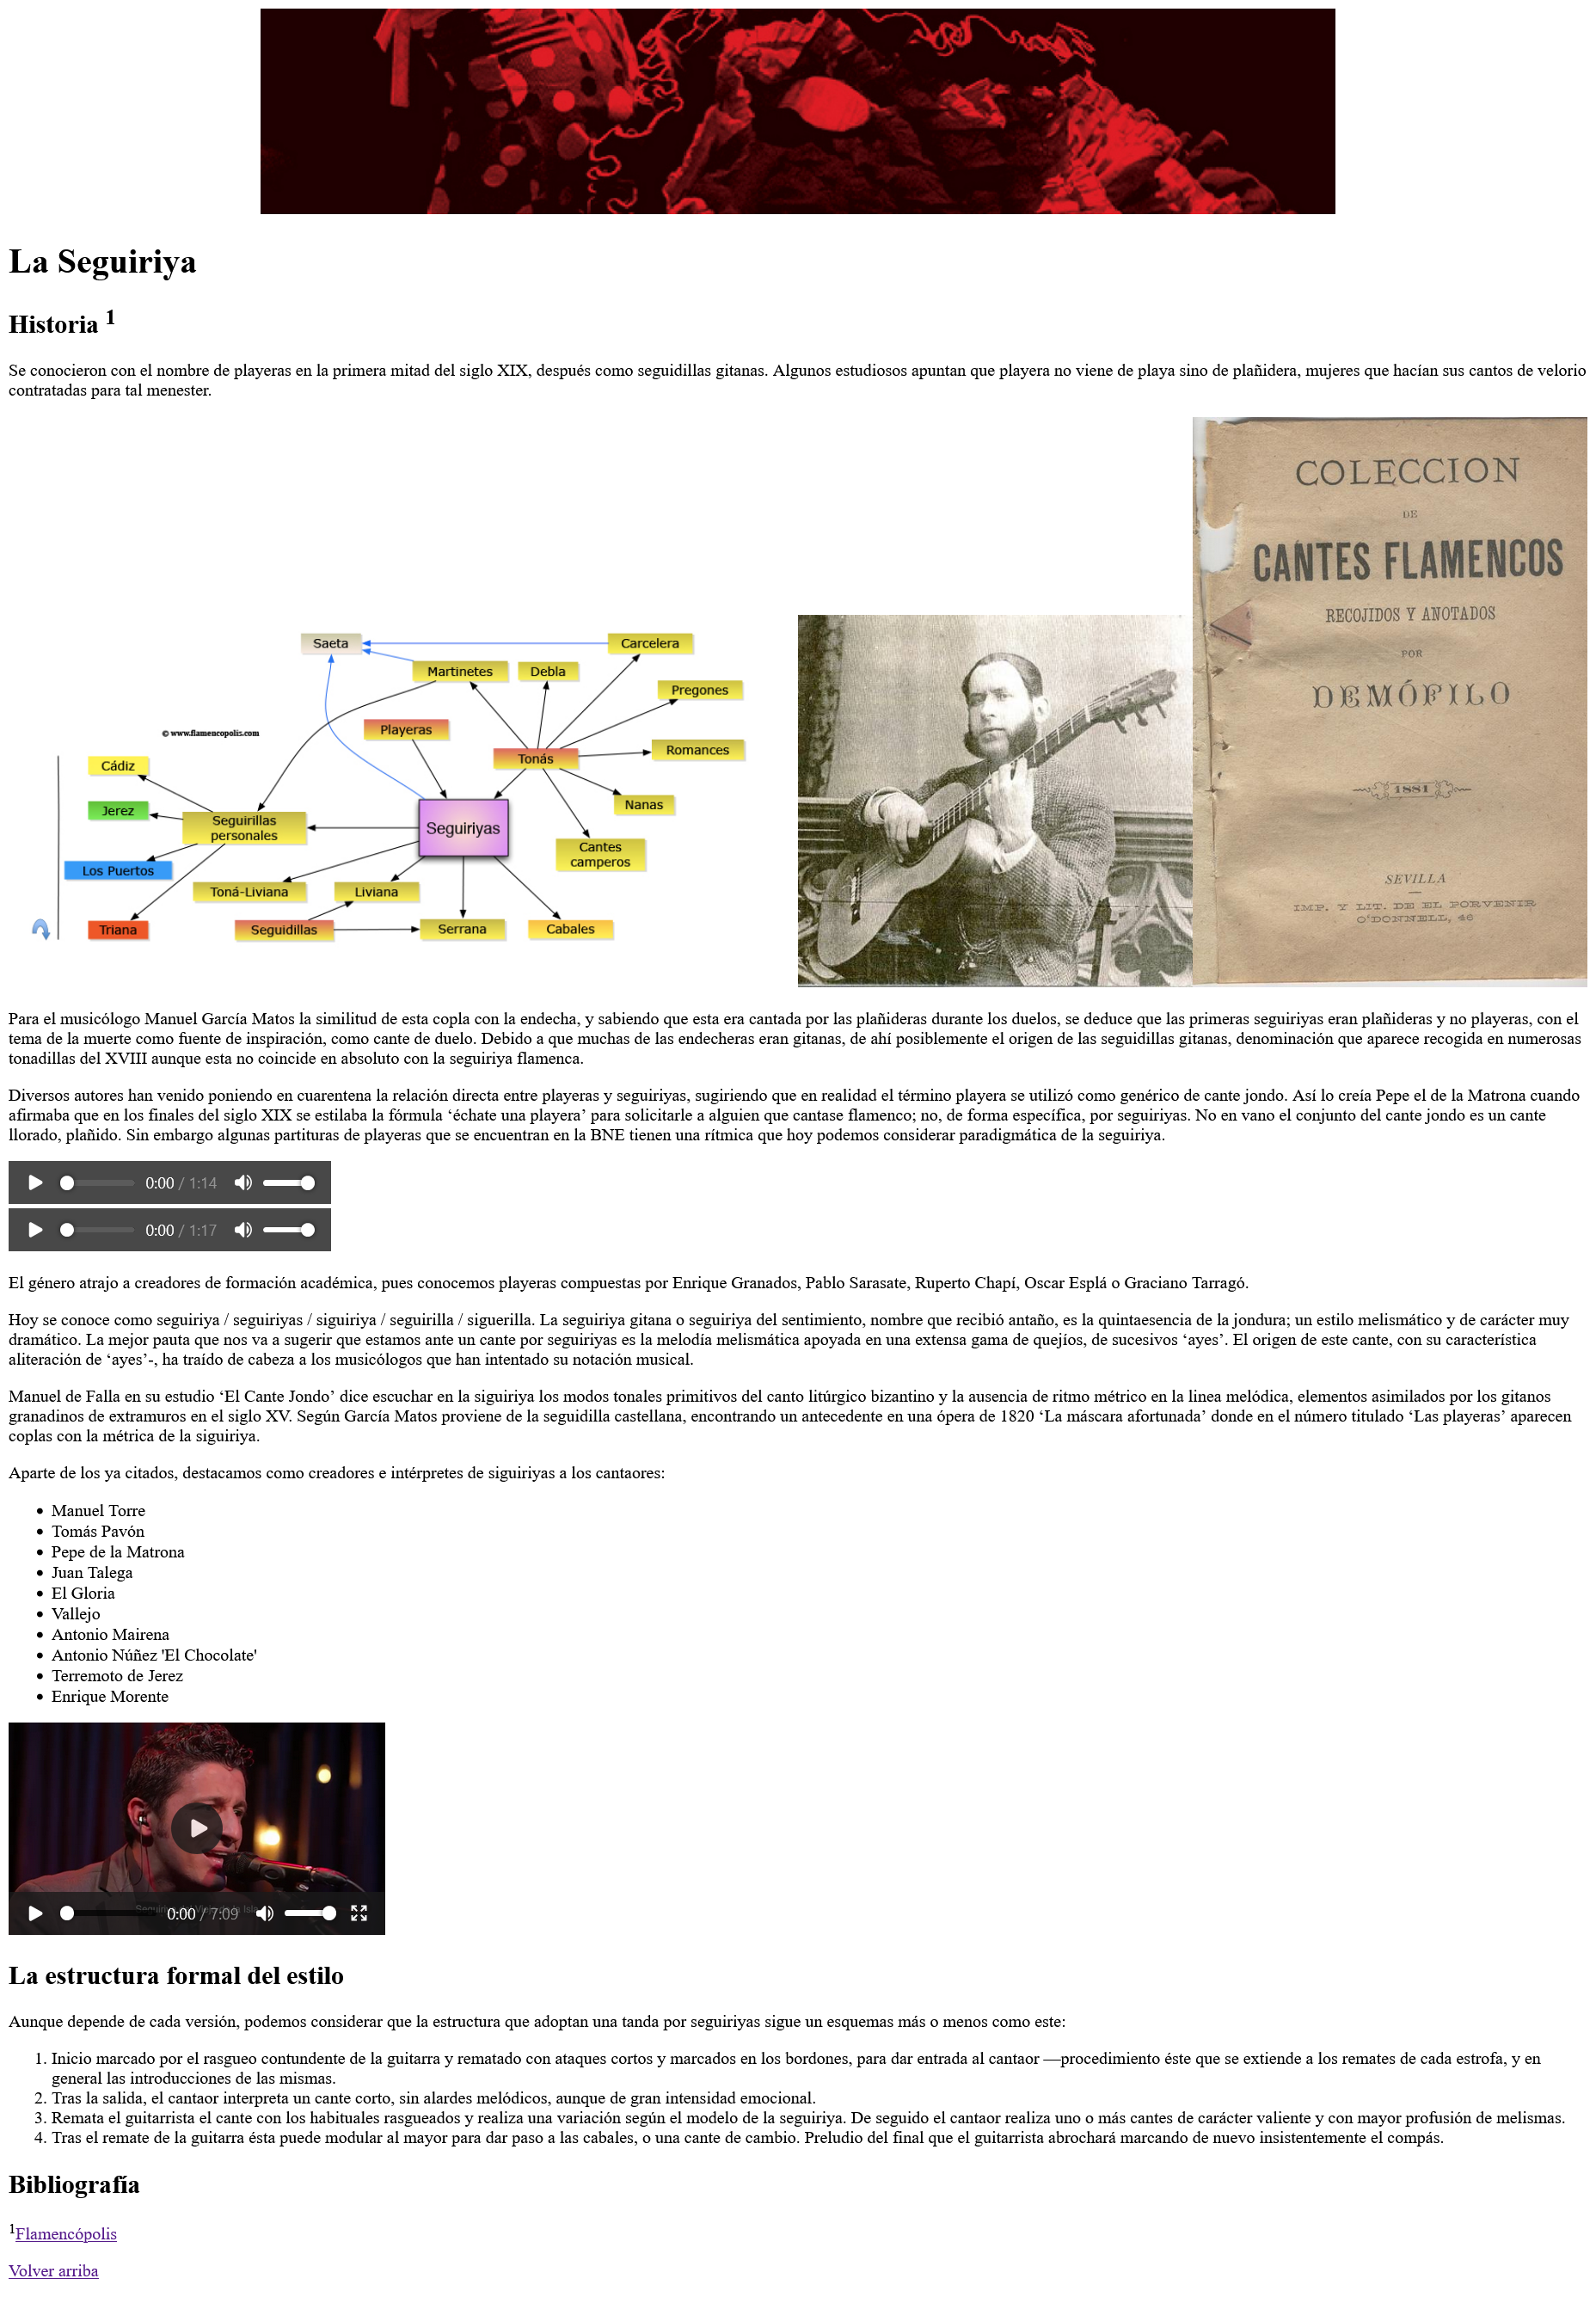 La Seguiriya
Historia 1
Se conocieron con el nombre de playeras en la primera mitad del siglo XIX, después como seguidillas gitanas. Algunos estudiosos apuntan que playera no viene de playa sino de plañidera, mujeres que hacían sus cantos de velorio
contratadas para tal menester.
Saeta
Carcelera
Martinetes
Debla
Pregones
Playeras
© www.flamencopolis.com
Tonás
Romances
Cádiz
Jerez
Nanas
Seguirillas
personales
Seguiriyas
Cantes
camperos
Los Puertos
Toná-Liviana
Liviana
Triana
Seguidillas
Serrana
Cabales
COLECCION
DE
CANTES FLAMENCOS
RECOJIDOS Y ANOTADOS
POR
DEMÓFILO
1881
SEVILLA
IMP. Y LIT. DE EL PORVENIR
O'DONNELL, 46
Para el musicólogo Manuel García Matos la similitud de esta copla con la endecha, y sabiendo que esta era cantada por las plañideras durante los duelos, se deduce que las primeras seguiriyas eran plañideras y no playeras, con el
tema de la muerte como fuente de inspiración, como cante de duelo. Debido a que muchas de las endecheras eran gitanas, de ahí posiblemente el origen de las seguidillas gitanas, denominación que aparece recogida en numerosas
tonadillas del XVIII aunque esta no coincide en absoluto con la seguiriya flamenca.
Diversos autores han venido poniendo en cuarentena la relación directa entre playeras y seguiriyas, sugiriendo que en realidad el término playera se utilizó como genérico de cante jondo. Así lo creía Pepe el de la Matrona cuando
afirmaba que en los finales del siglo XIX se estilaba la fórmula ‘échate una playera’ para solicitarle a alguien que cantase flamenco; no, de forma específica, por seguiriyas. No en vano el conjunto del cante jondo es un cante
llorado, plañido. Sin embargo algunas partituras de playeras que se encuentran en la BNE tienen una rítmica que hoy podemos considerar paradigmática de la seguiriya.
0:00 / 1:14
0:00 / 1:17
El género atrajo a creadores de formación académica, pues conocemos playeras compuestas por Enrique Granados, Pablo Sarasate, Ruperto Chapí, Oscar Esplá o Graciano Tarragó.
Hoy se conoce como seguiriya / seguiriyas / siguiriya / seguirilla / siguerilla. La seguiriya gitana o seguiriya del sentimiento, nombre que recibió antaño, es la quintaesencia de la jondura; un estilo melismático y de carácter muy
dramático. La mejor pauta que nos va a sugerir que estamos ante un cante por seguiriyas es la melodía melismática apoyada en una extensa gama de quejíos, de sucesivos ‘ayes’. El origen de este cante, con su característica
aliteración de ‘ayes’-, ha traído de cabeza a los musicólogos que han intentado su notación musical.
Manuel de Falla en su estudio ‘El Cante Jondo’ dice escuchar en la siguiriya los modos tonales primitivos del canto litúrgico bizantino y la ausencia de ritmo métrico en la linea melódica, elementos asimilados por los gitanos
granadinos de extramuros en el siglo XV. Según García Matos proviene de la seguidilla castellana, encontrando un antecedente en una ópera de 1820 ‘La máscara afortunada’ donde en el número titulado ‘Las playeras’ aparecen
coplas con la métrica de la siguiriya.
Aparte de los ya citados, destacamos como creadores e intérpretes de siguiriyas a los cantaores:
• Manuel Torre
• Tomás Pavón
• Pepe de la Matrona
• Juan Talega
• El Gloria
• Vallejo
• Antonio Mairena
• Antonio Núñez 'El Chocolate'
• Terremoto de Jerez
• Enrique Morente
0:00 / 7:09
La estructura formal del estilo
Aunque depende de cada versión, podemos considerar que la estructura que adoptan una tanda por seguiriyas sigue un esquemas más o menos como este:
1. Inicio marcado por el rasgueo contundente de la guitarra y rematado con ataques cortos y marcados en los bordones, para dar entrada al cantaor —procedimiento éste que se extiende a los remates de cada estrofa, y en
general las introducciones de las mismas.
2. Tras la salida, el cantaor interpreta un cante corto, sin alardes melódicos, aunque de gran intensidad emocional.
3. Remata el guitarrista el cante con los habituales rasgueados y realiza una variación según el modelo de la seguiriya. De seguido el cantaor realiza uno o más cantes de carácter valiente y con mayor profusión de melismas.
4. Tras el remate de la guitarra ésta puede modular al mayor para dar paso a las cabales, o una cante de cambio. Preludio del final que el guitarrista abrochará marcando de nuevo insistentemente el compás.
Bibliografía
1Flamencópolis
Volver arriba